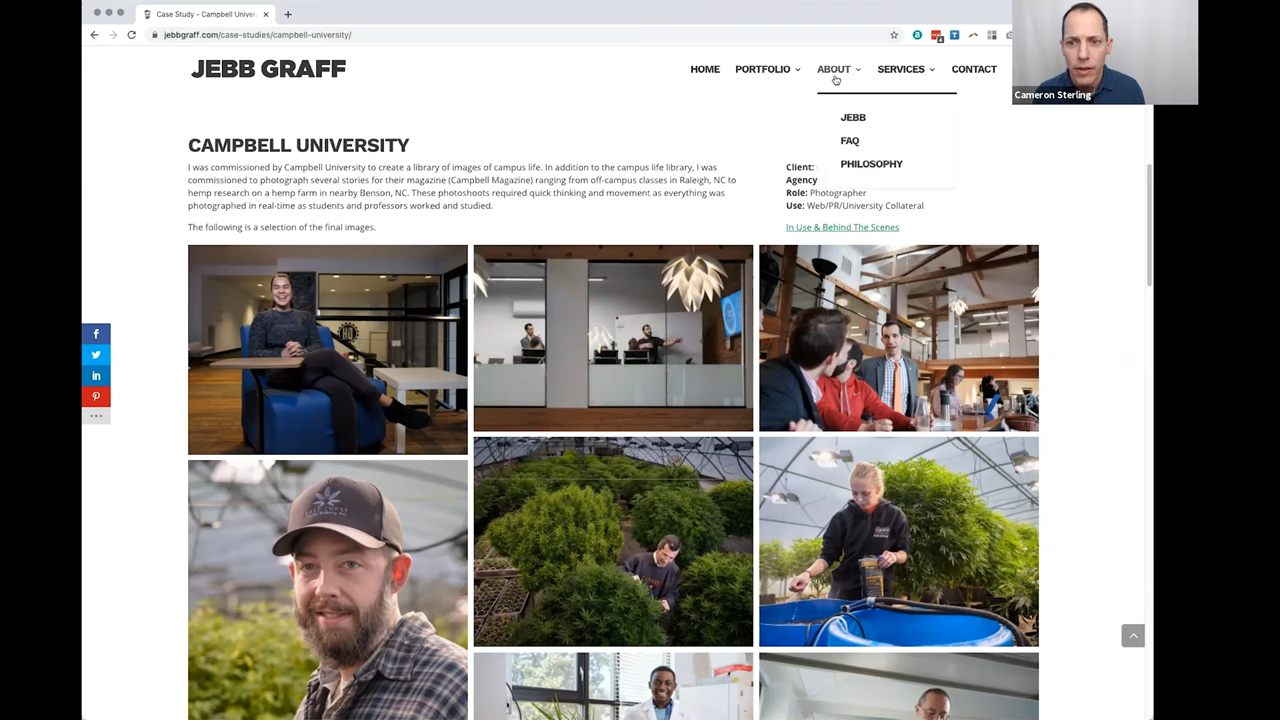 Case Study - Campbell Univer
jebbgraff.com/case-studies/campbell-university/
JEBB GRAFF
HOME PORTFOLIO ABOUT SERVICES CONTACT
Cameron Sterling
JEBB
FAQ
PHILOSOPHY
CAMPBELL UNIVERSITY
I was commissioned by Campbell University to create a library of images of campus life. In addition to the campus life library, I was
commissioned to photograph several stories for their magazine (Campbell Magazine) ranging from off-campus classes in Raleigh, NC to
hemp research on a hemp farm in nearby Benson, NC. These photoshoots required quick thinking and movement as everything was
photographed in real-time as students and professors worked and studied.
The following is a selection of the final images.
Client:
Agency
Role: Photographer
Use: Web/PR/University Collateral
In Use & Behind The Scenes